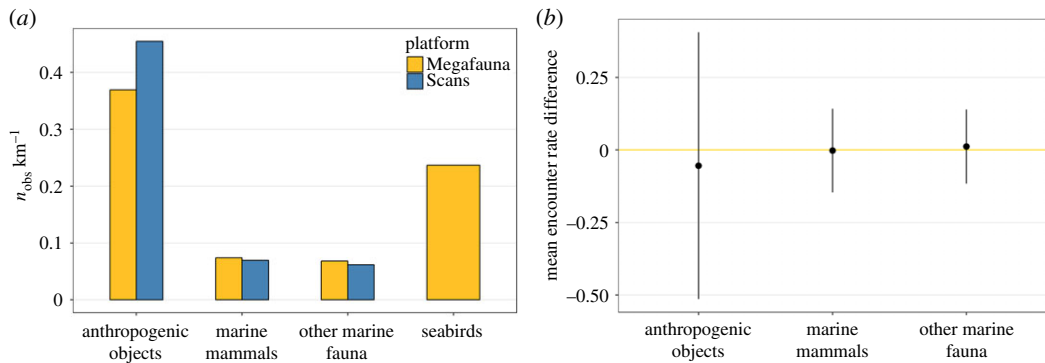 (a)
platform
Megafauna
Scans
n_obs km⁻¹
0.4
0.3
0.2
0.1
0
anthropogenic
objects
marine
mammals
other marine
fauna
seabirds
(b)
mean encounter rate difference
0.25
0
−0.25
−0.50
anthropogenic
objects
marine
mammals
other marine
fauna